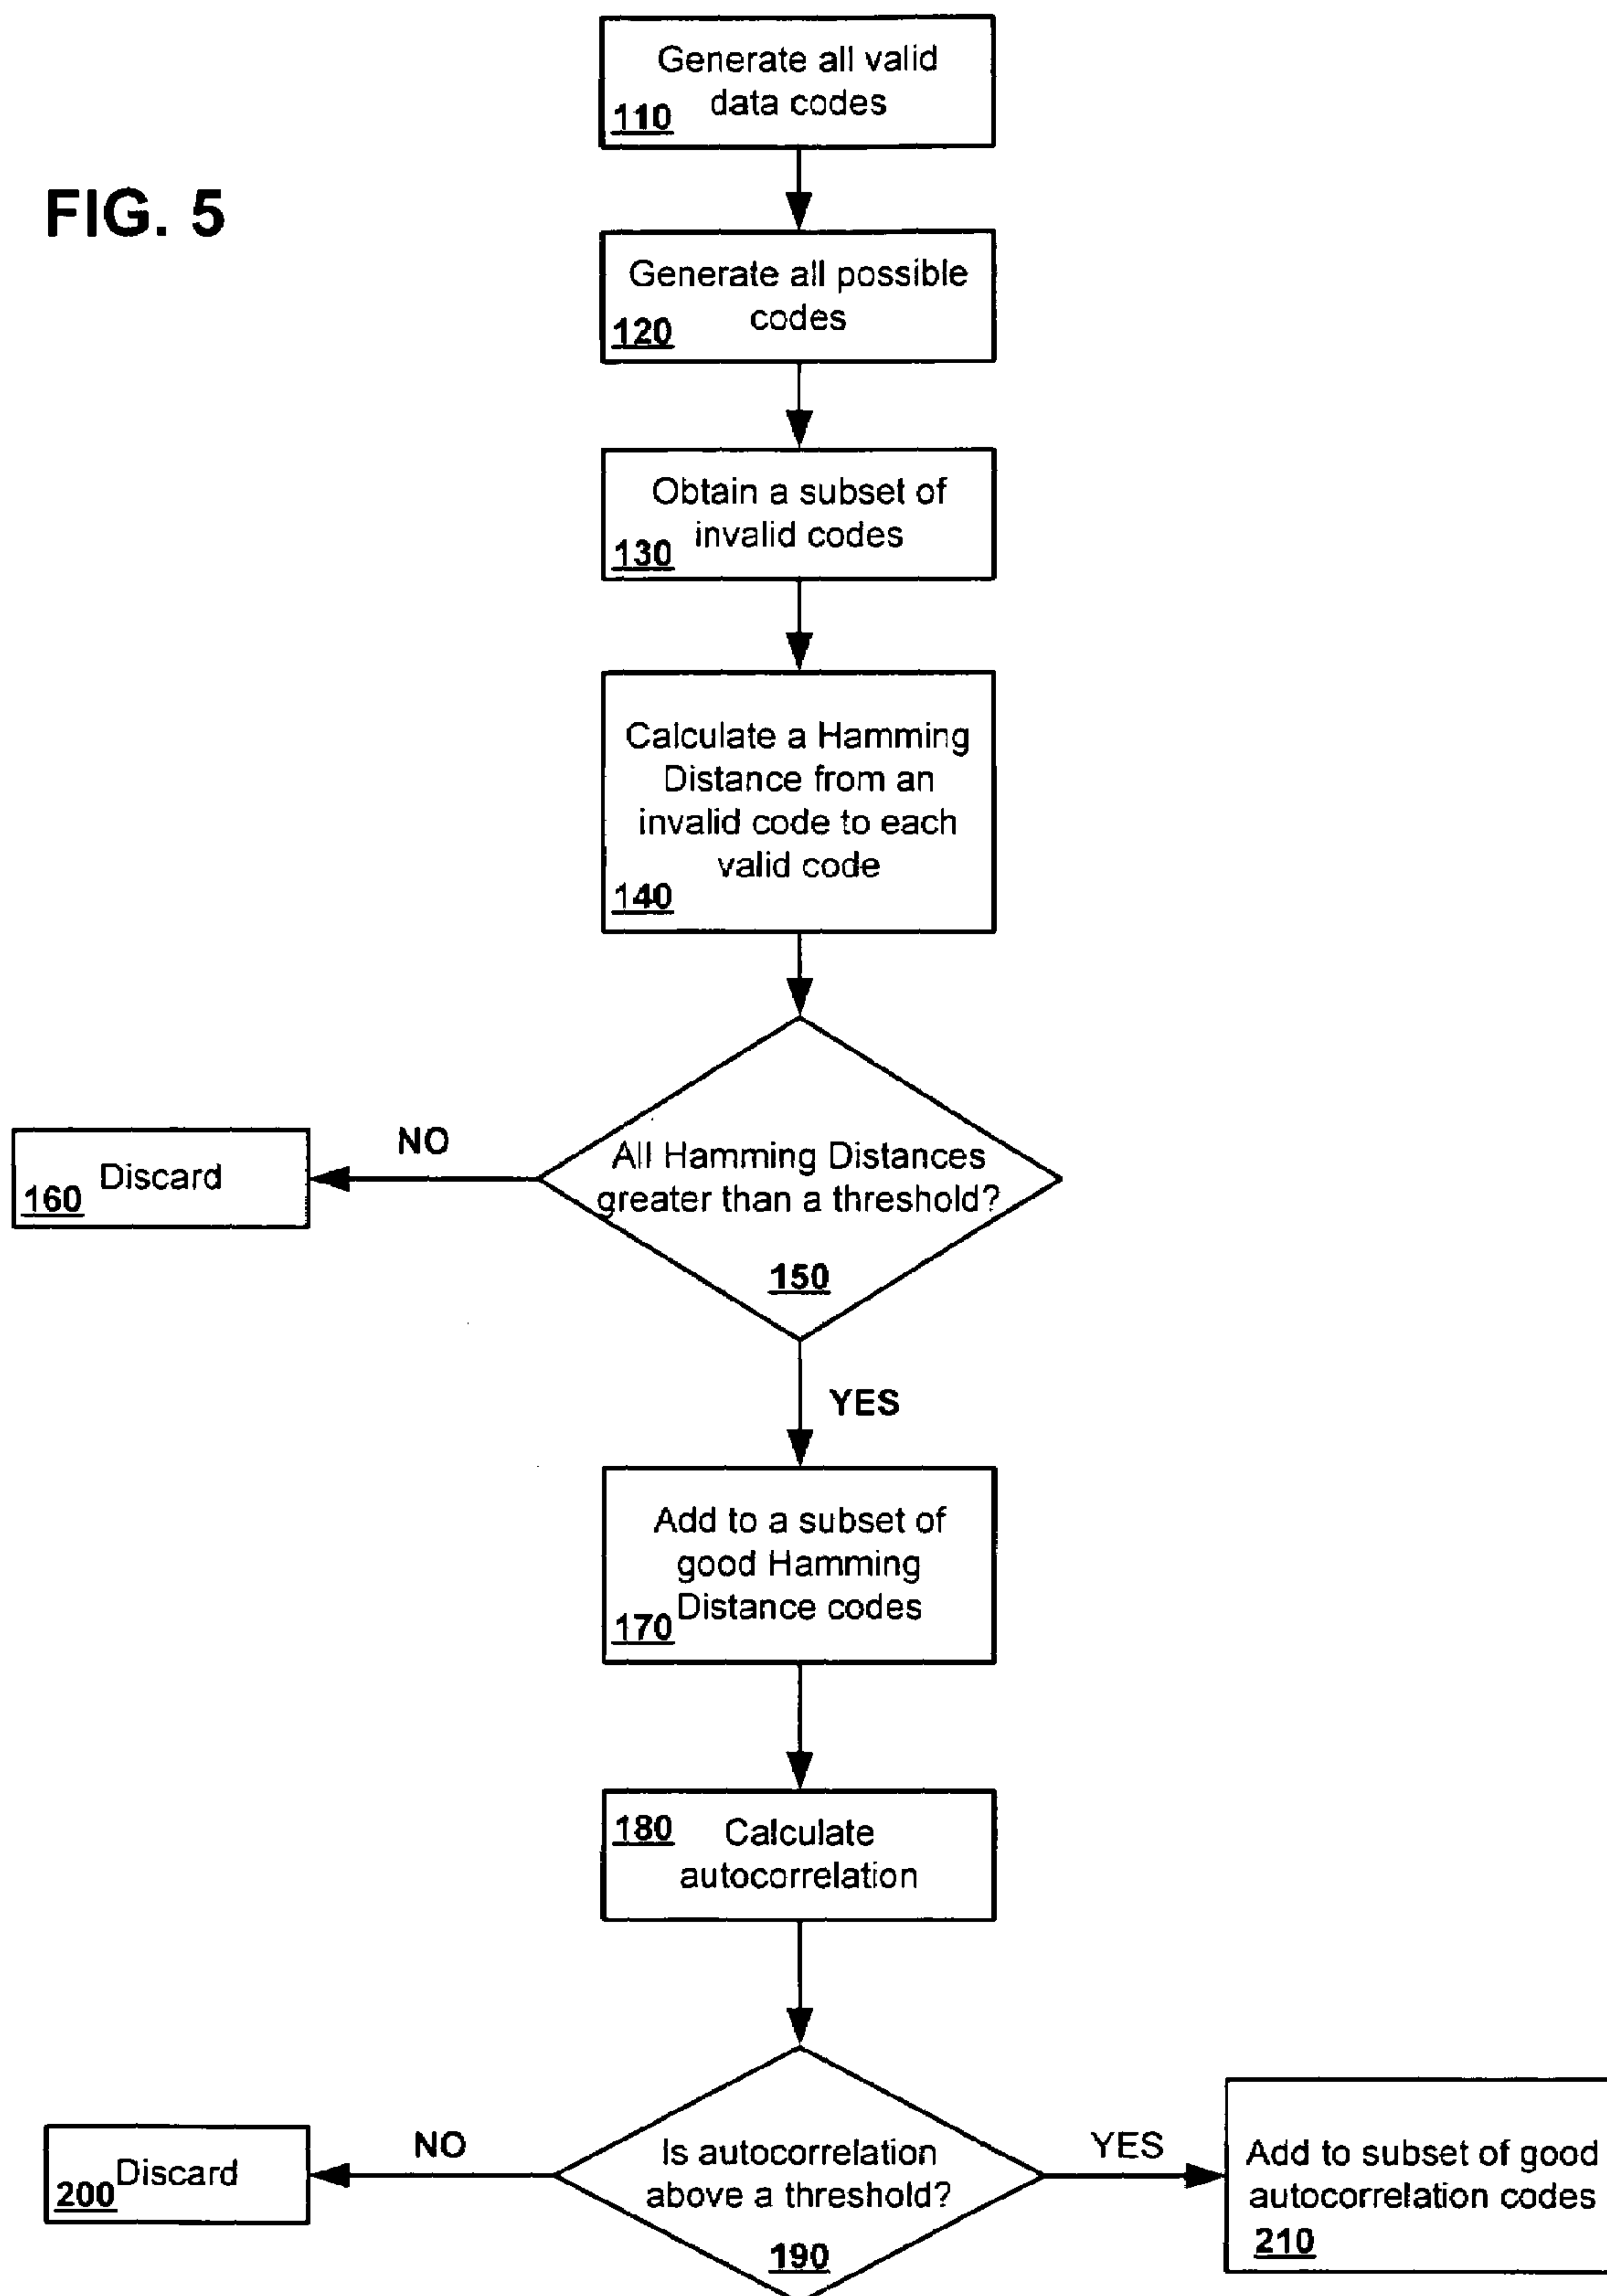 FIG. 5
Generate all valid
data codes
110
Generate all possible
codes
120
Obtain a subset of
invalid codes
130
Calculate a Hamming
Distance from an
invalid code to each
valid code
140
All Hamming Distances
greater than a threshold?
150
NO
Discard
160
YES
Add to a subset of
good Hamming
Distance codes
170
180
Calculate
autocorrelation
Is autocorrelation
above a threshold?
190
NO
Discard
200
YES
Add to subset of good
autocorrelation codes
210